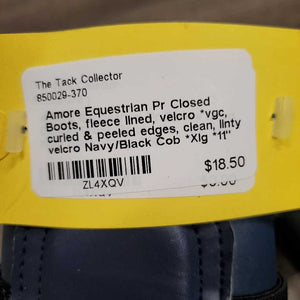 The Tack Collector
850029-370
Amore Equestrian Pr Closed
Boots, fleece lined, velcro *vgc,
curled & peeled edges, clean, linty
velcro Navy/Black Cob *Xlg *11"
$18.50
ZL4XQV